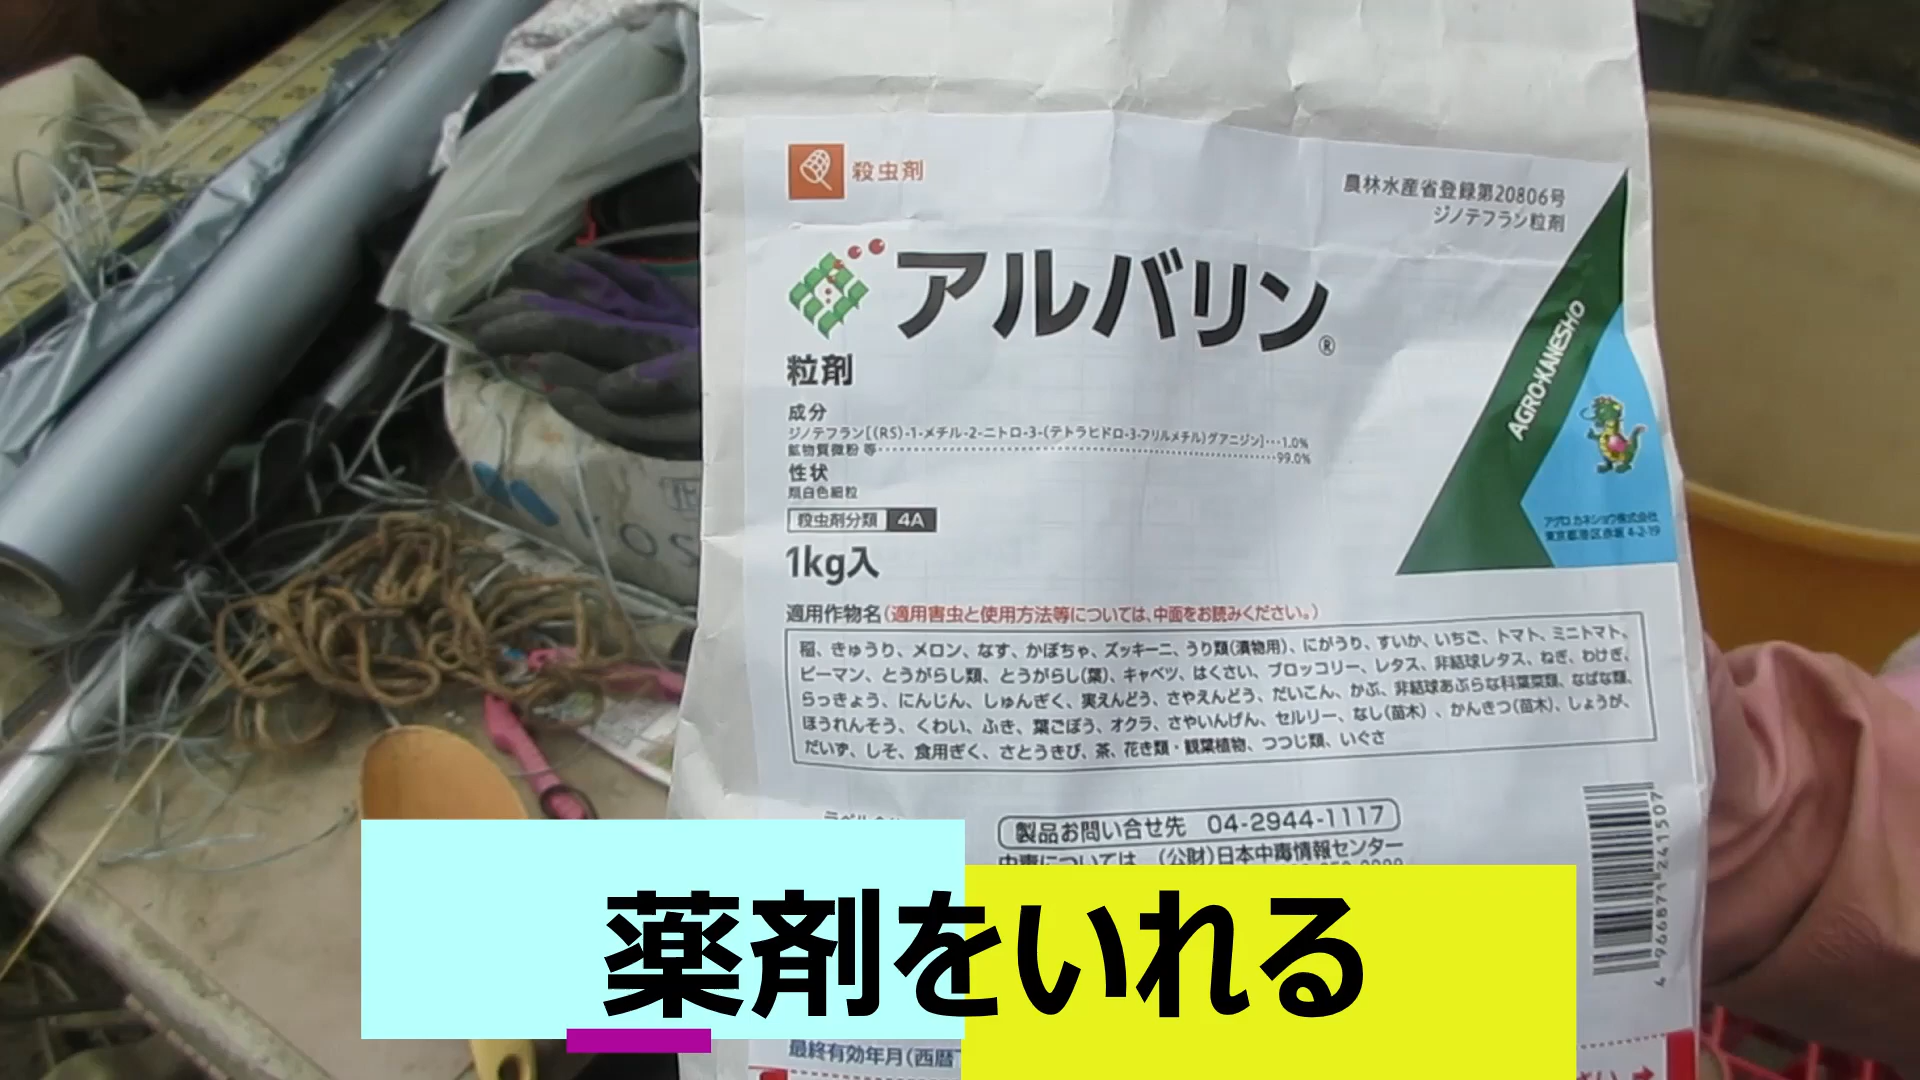 殺虫剤
農林水産省登録第20806号
ジノテフラン粒剤
アルバリン®
粒剤
AGRO-KANESHO
成分
ジノテフラン[(RS)-1-メチル-2-ニトロ-3-(テトラヒドロ-3-フリルメチル)グアニジン]…1.0%
鉱物質微粉 等……99.0%
性状
類白色細粒
殺虫剤分類 4A
アグロ カネショウ株式会社
東京都港区赤坂 4-2-19
1kg入
適用作物名(適用害虫と使用方法等については、中面をお読みください。)
稲、きゅうり、メロン、なす、かぼちゃ、ズッキーニ、うり類(漬物用)、にがうり、すいか、いちご、トマト、ミニトマト、
ピーマン、とうがらし類、とうがらし(葉)、キャベツ、はくさい、ブロッコリー、レタス、非結球レタス、ねぎ、わけぎ、
らっきょう、にんじん、しゅんぎく、実えんどう、さやえんどう、だいこん、かぶ、非結球あぶらな科葉菜類、なばな類、
ほうれんそう、くわい、ふき、葉ごぼう、オクラ、さやいんげん、セルリー、なし(苗木)、かんきつ(苗木)、しょうが、
だいず、しそ、食用ぎく、さとうきび、茶、花き類・観葉植物、つつじ類、いぐさ
製品お問い合せ先 04-2944-1117
中毒については、(公財)日本中毒情報センター
4966871241507
薬剤をいれる
最終有効年月(西暦